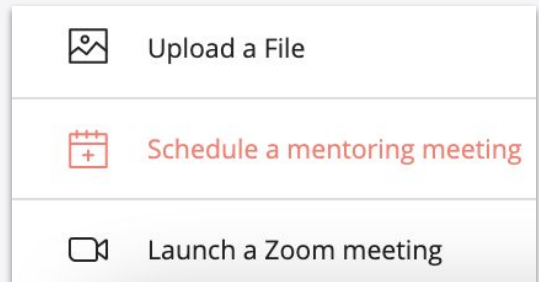 Upload a File
Schedule a mentoring meeting
Launch a Zoom meeting